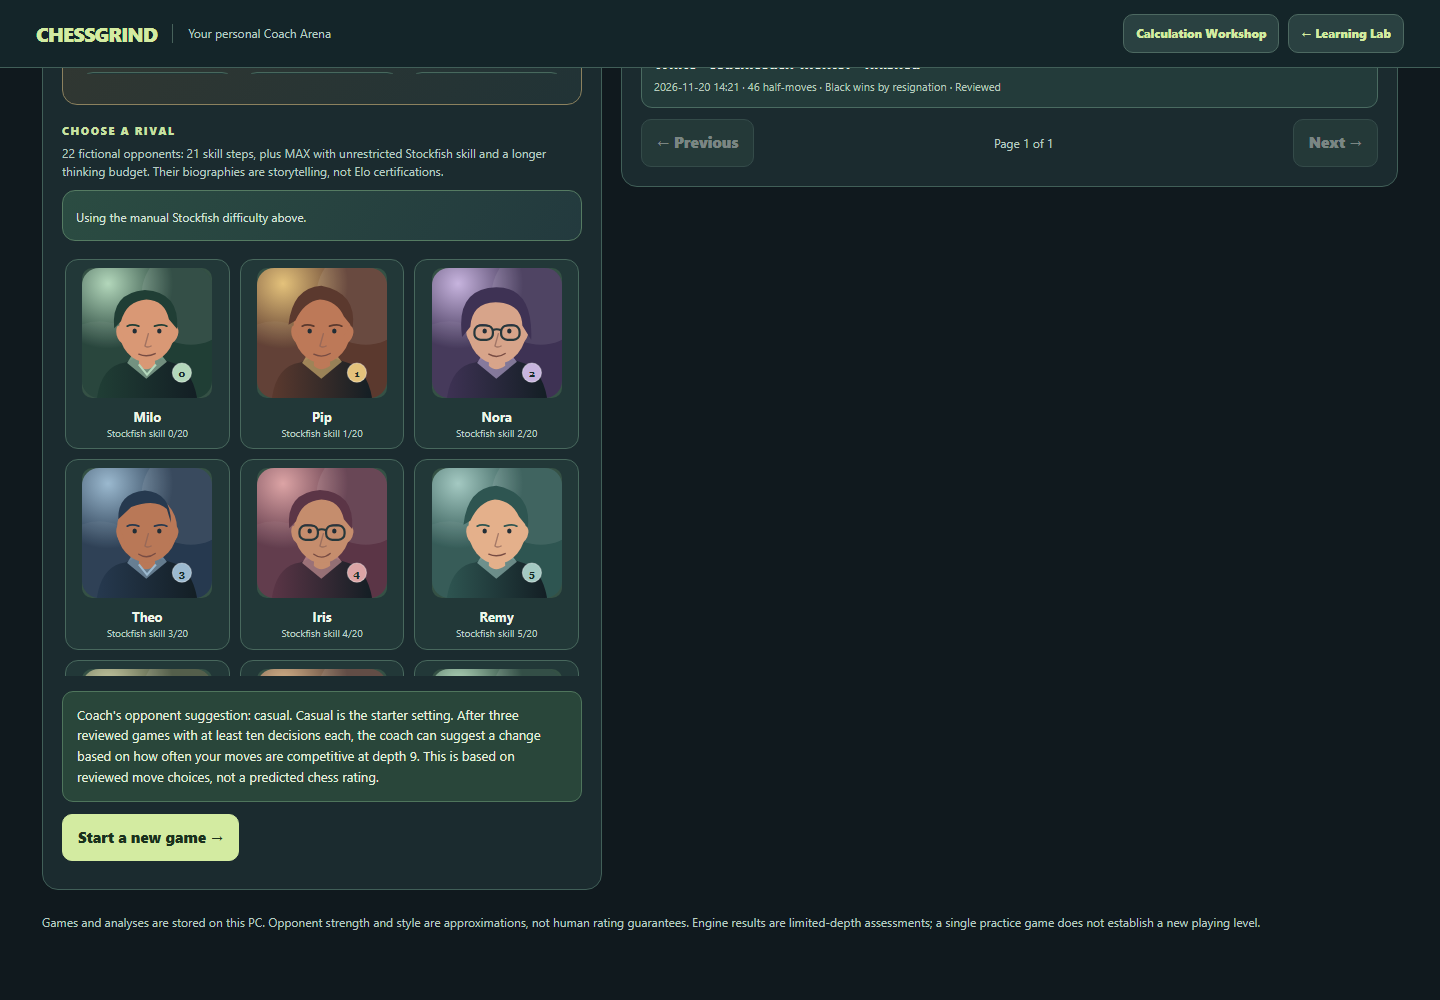 CHESSGRIND
Your personal Coach Arena
Calculation Workshop
← Learning Lab
CHOOSE A RIVAL
22 fictional opponents: 21 skill steps, plus MAX with unrestricted Stockfish skill and a longer
thinking budget. Their biographies are storytelling, not Elo certifications.
Using the manual Stockfish difficulty above.
0
Milo
Stockfish skill 0/20
1
Pip
Stockfish skill 1/20
2
Nora
Stockfish skill 2/20
3
Theo
Stockfish skill 3/20
4
Iris
Stockfish skill 4/20
5
Remy
Stockfish skill 5/20
Coach's opponent suggestion: casual. Casual is the starter setting. After three
reviewed games with at least ten decisions each, the coach can suggest a change
based on how often your moves are competitive at depth 9. This is based on
reviewed move choices, not a predicted chess rating.
Start a new game →
2026-11-20 14:21 · 46 half-moves · Black wins by resignation · Reviewed
← Previous
Page 1 of 1
Next →
Games and analyses are stored on this PC. Opponent strength and style are approximations, not human rating guarantees. Engine results are limited-depth assessments; a single practice game does not establish a new playing level.